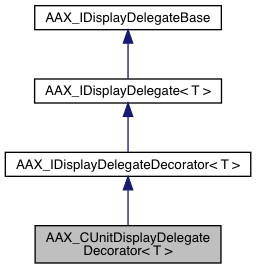 AAX_IDisplayDelegateBase
AAX_IDisplayDelegate< T >
AAX_IDisplayDelegateDecorator< T >
AAX_CUnitDisplayDelegate
Decorator< T >